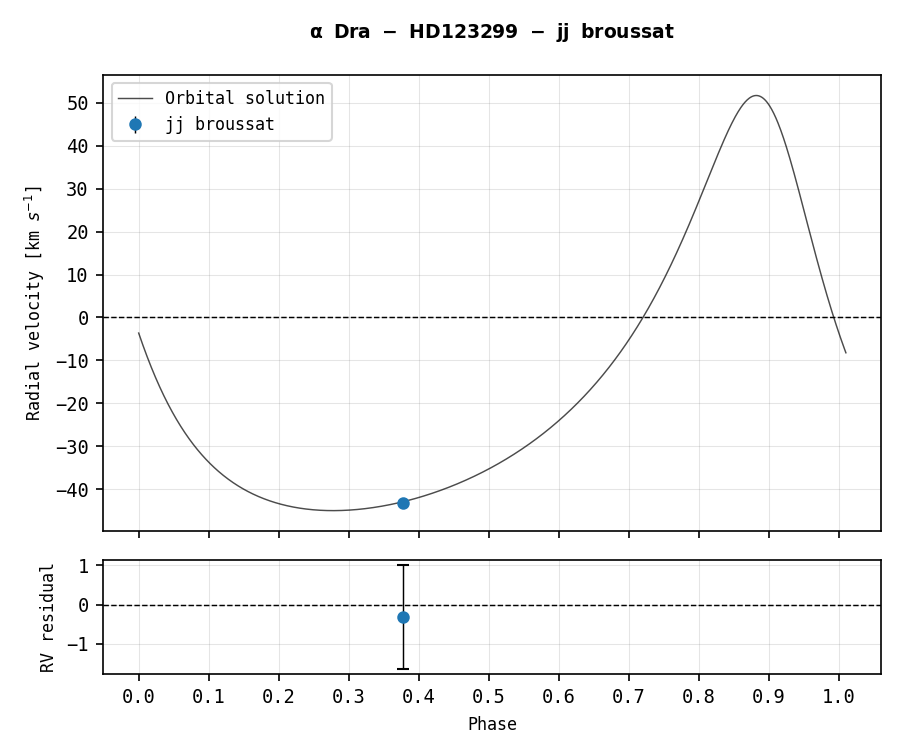 α Dra − HD123299 − jj broussat
Orbital solution
jj broussat
Radial velocity [km s⁻¹]
50
40
30
20
10
0
−10
−20
−30
−40
RV residual
1
0
−1
0.0 0.1 0.2 0.3 0.4 0.5 0.6 0.7 0.8 0.9 1.0
Phase